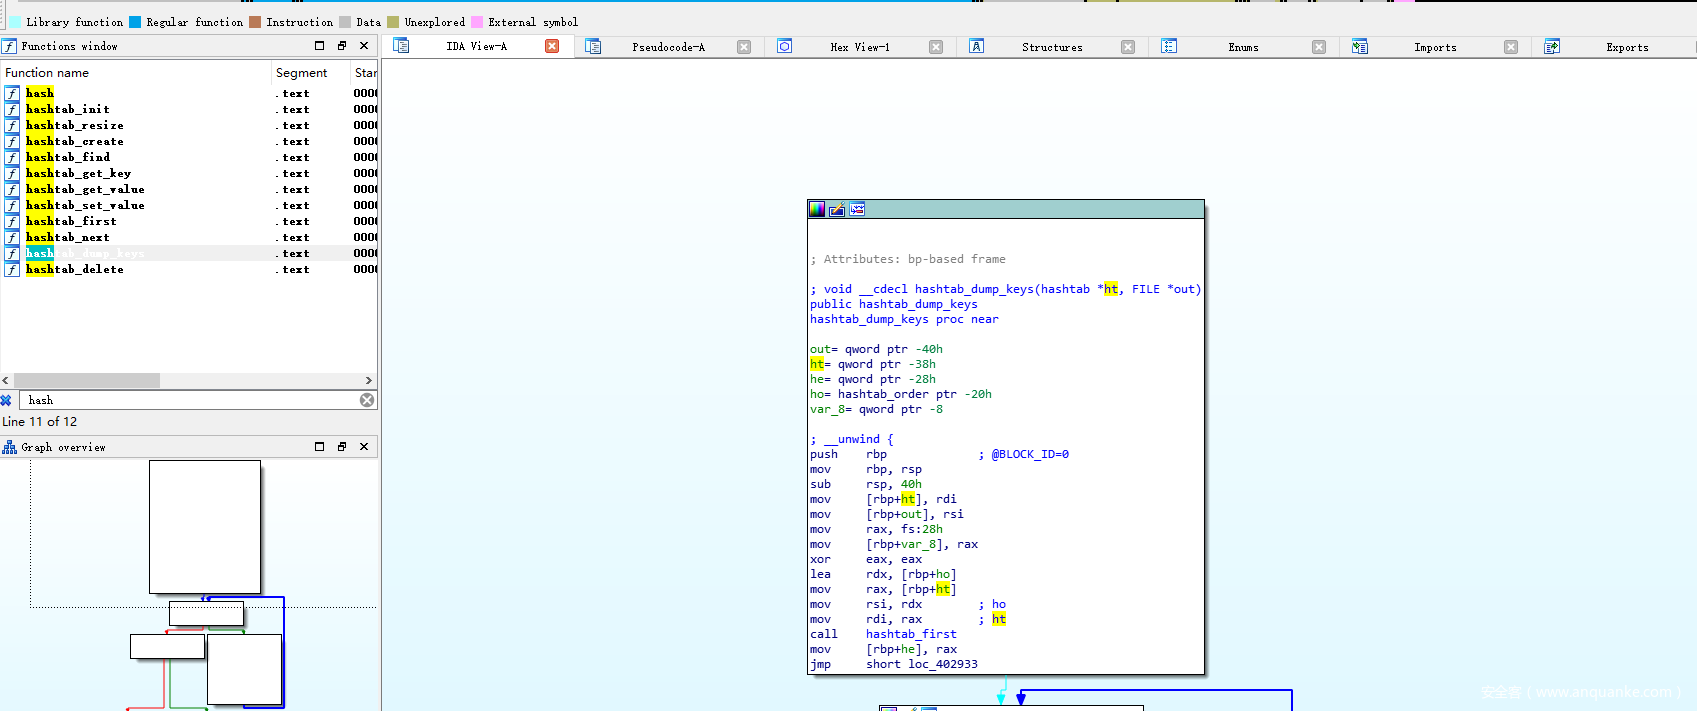 Library function Regular function Instruction Data Unexplored External symbol
Functions window
IDA View-A Pseudocode-A Hex View-1 Structures Enums Imports Exports
Function name Segment Star
hash .text 000
hashtab_init .text 000
hashtab_resize .text 000
hashtab_create .text 000
hashtab_find .text 000
hashtab_get_key .text 000
hashtab_get_value .text 000
hashtab_set_value .text 000
hashtab_first .text 000
hashtab_next .text 000
hashtab_dump_keys .text 000
hashtab_delete .text 000
hash
Line 11 of 12
Graph overview
; Attributes: bp-based frame
; void __cdecl hashtab_dump_keys(hashtab *ht, FILE *out)
public hashtab_dump_keys
hashtab_dump_keys proc near
out= qword ptr -40h
ht= qword ptr -38h
he= qword ptr -28h
ho= hashtab_order ptr -20h
var_8= qword ptr -8
; __unwind {
push rbp ; @BLOCK_ID=0
mov rbp, rsp
sub rsp, 40h
mov [rbp+ht], rdi
mov [rbp+out], rsi
mov rax, fs:28h
mov [rbp+var_8], rax
xor eax, eax
lea rdx, [rbp+ho]
mov rax, [rbp+ht]
mov rsi, rdx ; ho
mov rdi, rax ; ht
call hashtab_first
mov [rbp+he], rax
jmp short loc_402933
安全客 ( www.anquanke.com )